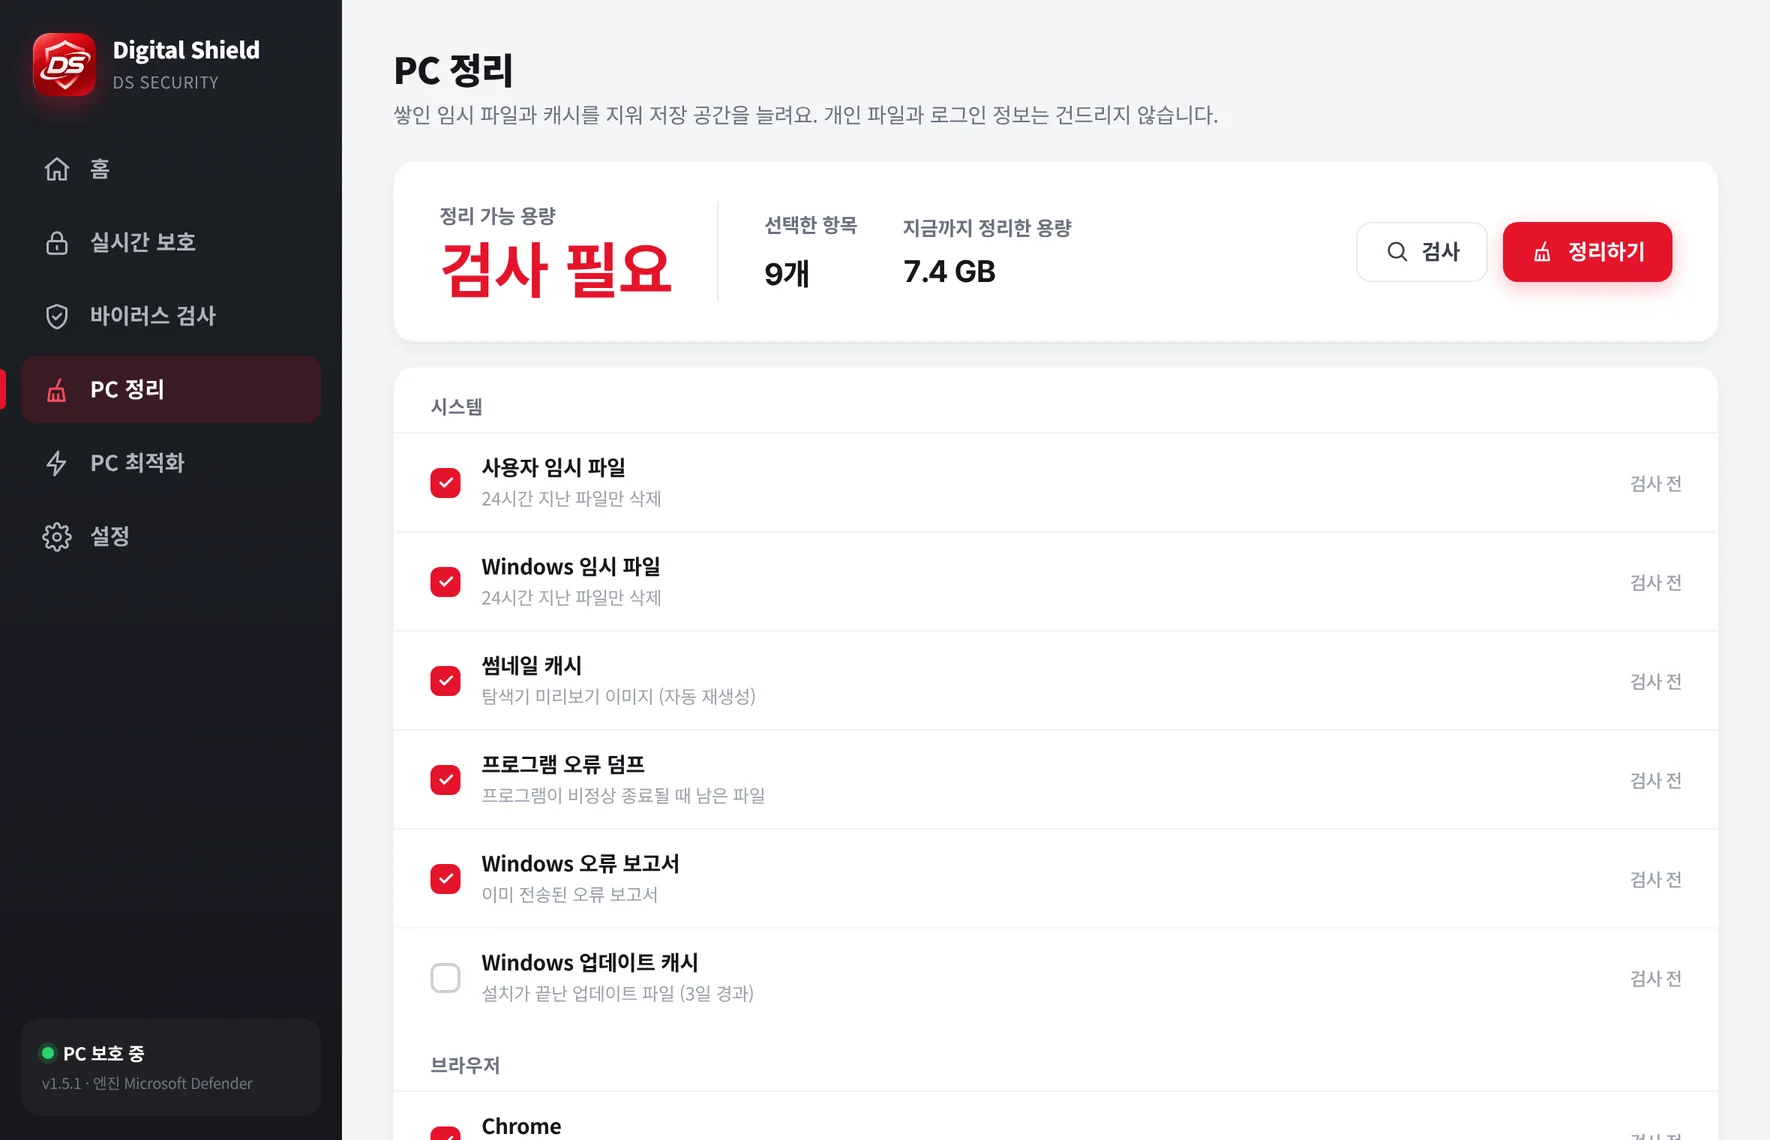 DS
Digital Shield
DS SECURITY
홈
실시간 보호
바이러스 검사
PC 정리
PC 최적화
설정
PC 보호 중
v1.5.1 · 엔진 Microsoft Defender
PC 정리
쌓인 임시 파일과 캐시를 지워 저장 공간을 늘려요. 개인 파일과 로그인 정보는 건드리지 않습니다.
정리 가능 용량
검사 필요
선택한 항목
9개
지금까지 정리한 용량
7.4 GB
검사
정리하기
시스템
사용자 임시 파일
24시간 지난 파일만 삭제
검사 전
Windows 임시 파일
24시간 지난 파일만 삭제
검사 전
썸네일 캐시
탐색기 미리보기 이미지 (자동 재생성)
검사 전
프로그램 오류 덤프
프로그램이 비정상 종료될 때 남은 파일
검사 전
Windows 오류 보고서
이미 전송된 오류 보고서
검사 전
Windows 업데이트 캐시
설치가 끝난 업데이트 파일 (3일 경과)
검사 전
브라우저
Chrome